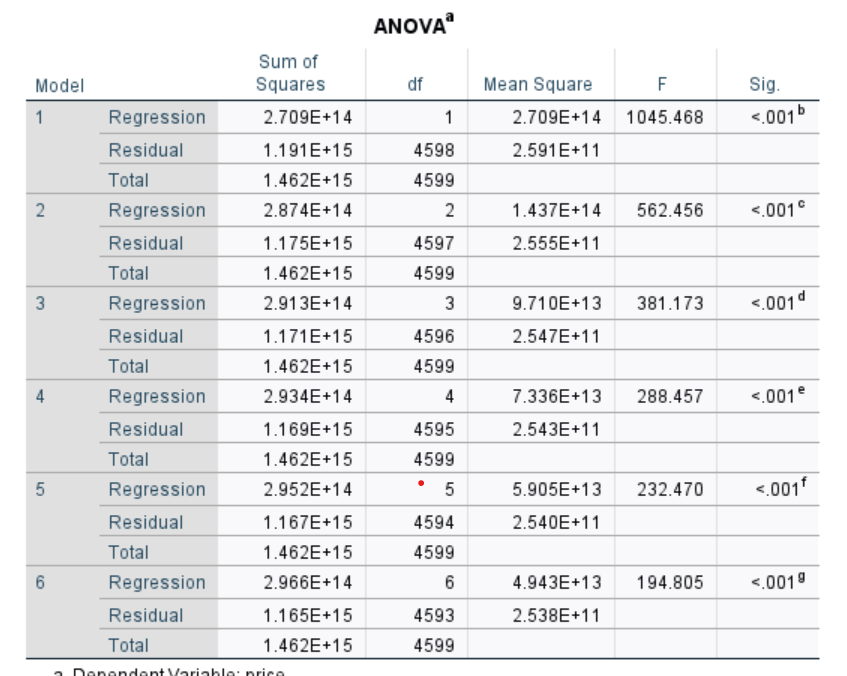 ANOVAa
Sum of
Model Squares df Mean Square F Sig.
1 Regression 2.709E+14 1 2.709E+14 1045.468 <.001b
Residual 1.191E+15 4598 2.591E+11
Total 1.462E+15 4599
2 Regression 2.874E+14 2 1.437E+14 562.456 <.001c
Residual 1.175E+15 4597 2.555E+11
Total 1.462E+15 4599
3 Regression 2.913E+14 3 9.710E+13 381.173 <.001d
Residual 1.171E+15 4596 2.547E+11
Total 1.462E+15 4599
4 Regression 2.934E+14 4 7.336E+13 288.457 <.001e
Residual 1.169E+15 4595 2.543E+11
Total 1.462E+15 4599
5 Regression 2.952E+14 5 5.905E+13 232.470 <.001f
Residual 1.167E+15 4594 2.540E+11
Total 1.462E+15 4599
6 Regression 2.966E+14 6 4.943E+13 194.805 <.001g
Residual 1.165E+15 4593 2.538E+11
Total 1.462E+15 4599
a. Dependent Variable: price